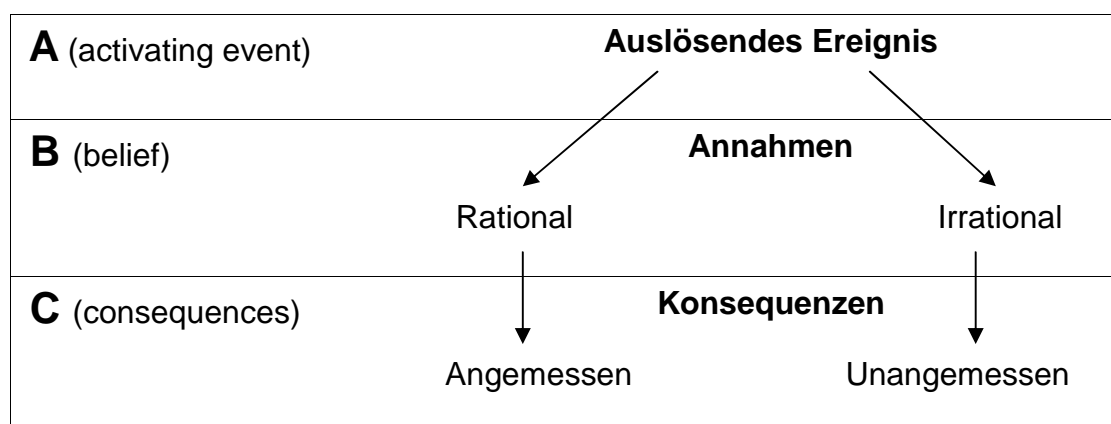 A (activating event) Auslösendes Ereignis
B (belief) Annahmen
Rational Irrational
C (consequences) Konsequenzen
Angemessen Unangemessen